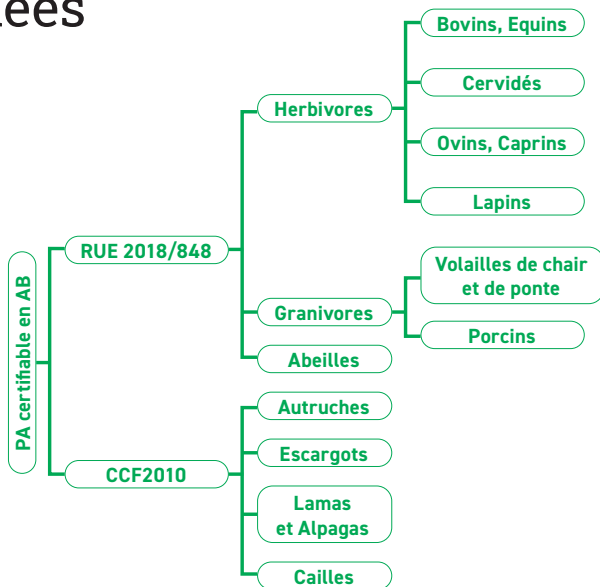 Bovins, Equins
Cervidés
Herbivores
Ovins, Caprins
Lapins
RUE 2018/848
Volailles de chair
et de ponte
Granivores
Porcins
Abeilles
PA certifiable en AB
Autruches
Escargots
CCF2010
Lamas
et Alpagas
Cailles